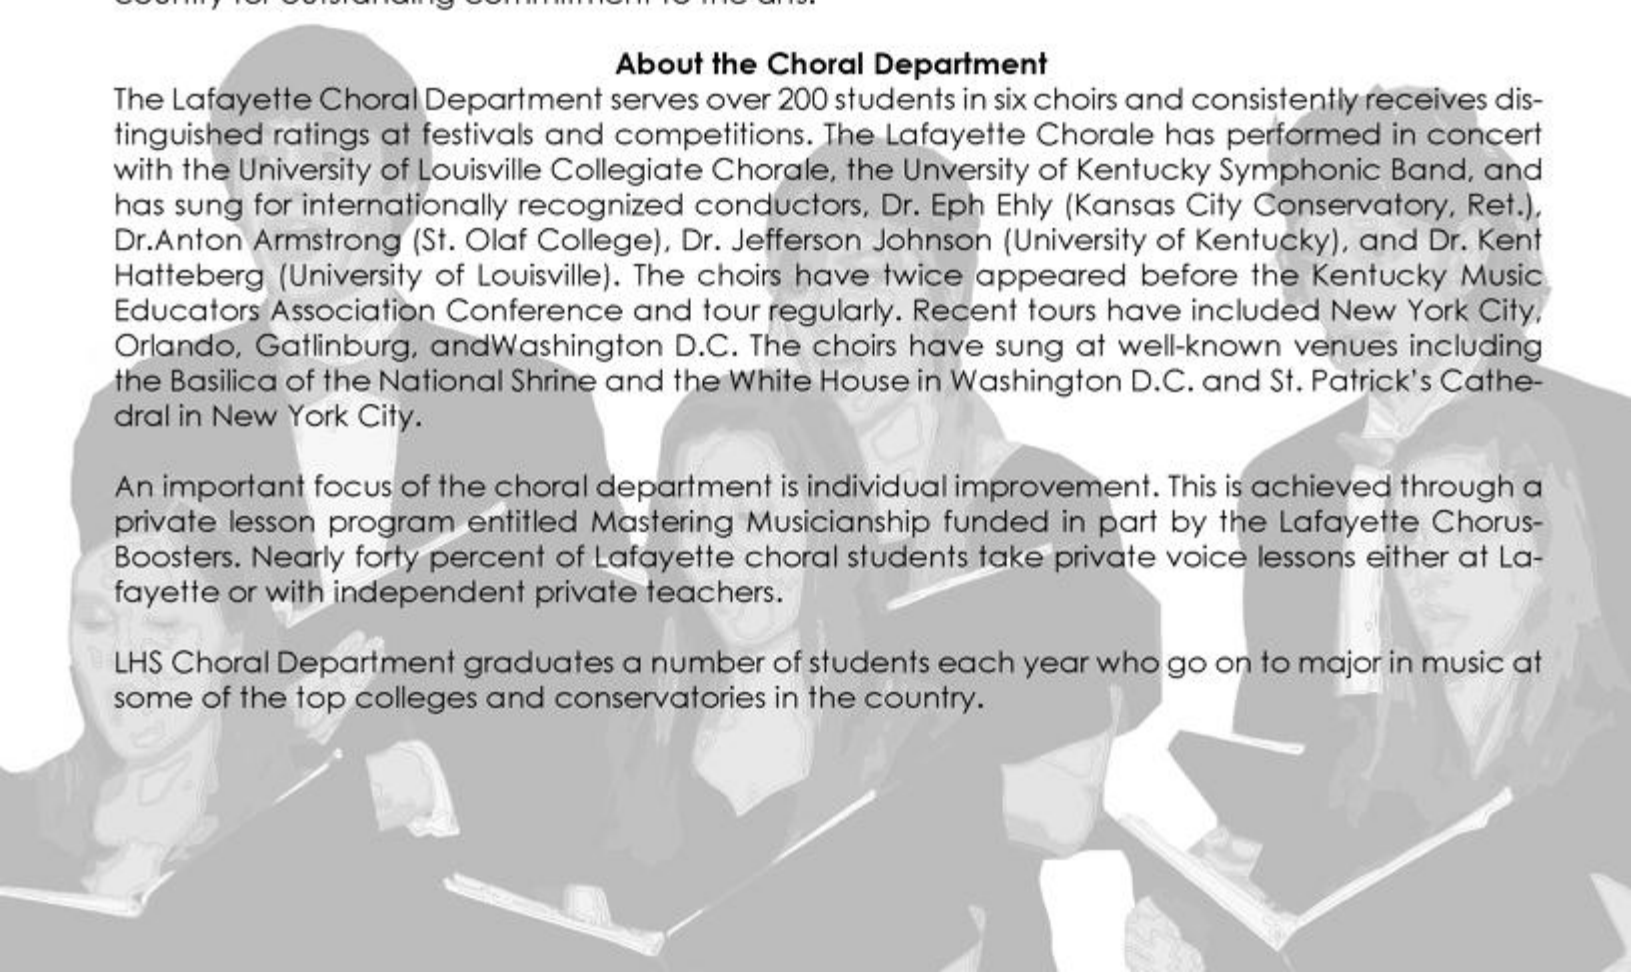 country for outstanding commitment to the arts.
About the Choral Department
The Lafayette Choral Department serves over 200 students in six choirs and consistently receives dis-
tinguished ratings at festivals and competitions. The Lafayette Chorale has performed in concert
with the University of Louisville Collegiate Chorale, the Unversity of Kentucky Symphonic Band, and
has sung for internationally recognized conductors, Dr. Eph Ehly (Kansas City Conservatory, Ret.),
Dr.Anton Armstrong (St. Olaf College), Dr. Jefferson Johnson (University of Kentucky), and Dr. Kent
Hatteberg (University of Louisville). The choirs have twice appeared before the Kentucky Music
Educators Association Conference and tour regularly. Recent tours have included New York City,
Orlando, Gatlinburg, andWashington D.C. The choirs have sung at well-known venues including
the Basilica of the National Shrine and the White House in Washington D.C. and St. Patrick's Cathe-
dral in New York City.
An important focus of the choral department is individual improvement. This is achieved through a
private lesson program entitled Mastering Musicianship funded in part by the Lafayette Chorus-
Boosters. Nearly forty percent of Lafayette choral students take private voice lessons either at La-
fayette or with independent private teachers.
LHS Choral Department graduates a number of students each year who go on to major in music at
some of the top colleges and conservatories in the country.